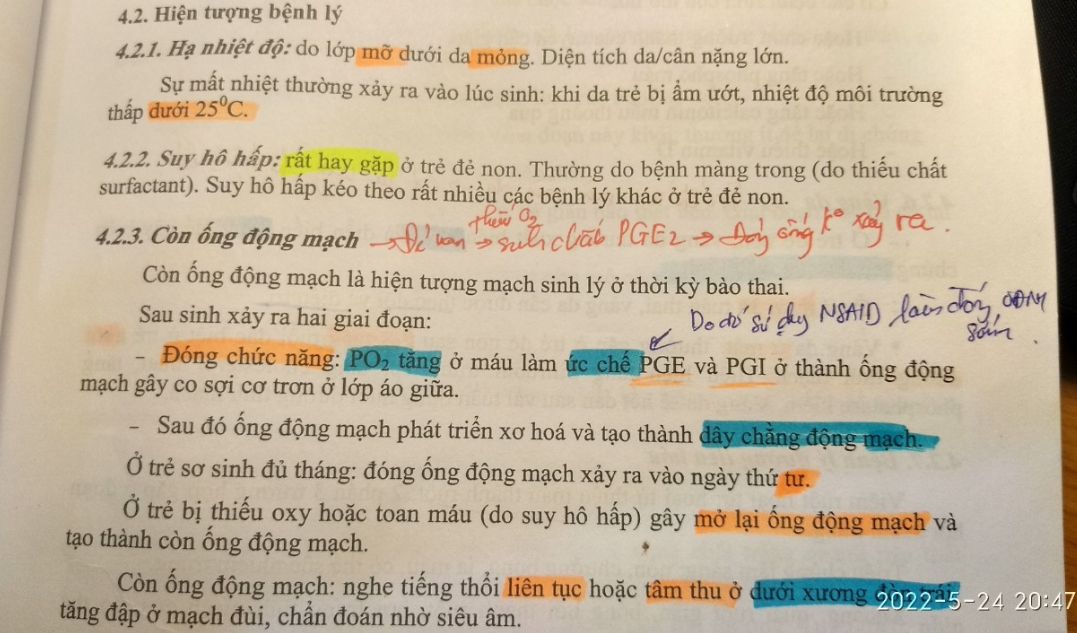 4.2. Hiện tượng bệnh lý
4.2.1. Hạ nhiệt độ: do lớp mỡ dưới da mỏng. Diện tích da/cân nặng lớn.
Sự mất nhiệt thường xảy ra vào lúc sinh: khi da trẻ bị ẩm ướt, nhiệt độ môi trường
thấp dưới 25⁰C.
4.2.2. Suy hô hấp: rất hay gặp ở trẻ đẻ non. Thường do bệnh màng trong (do thiếu chất
surfactant). Suy hô hấp kéo theo rất nhiều các bệnh lý khác ở trẻ đẻ non.
thiếu O2
4.2.3. Còn ống động mạch → Đẻ non → PGE2 → Đóng ống k° xảy ra.
Còn ống động mạch là hiện tượng mạch sinh lý ở thời kỳ bào thai.
Sau sinh xảy ra hai giai đoạn:
Do đó sử dụng NSAID làm đóng ÔĐM
sớm.
- Đóng chức năng: PO₂ tăng ở máu làm ức chế PGE và PGI ở thành ống động
mạch gây co sợi cơ trơn ở lớp áo giữa.
- Sau đó ống động mạch phát triển xơ hoá và tạo thành dây chằng động mạch.
Ở trẻ sơ sinh đủ tháng: đóng ống động mạch xảy ra vào ngày thứ tư.
Ở trẻ bị thiếu oxy hoặc toan máu (do suy hô hấp) gây mở lại ống động mạch và
tạo thành còn ống động mạch.
Còn ống động mạch: nghe tiếng thổi liên tục hoặc tâm thu ở dưới xương đòn trái
tăng đập ở mạch đùi, chẩn đoán nhờ siêu âm.
2022-5-24 20:47